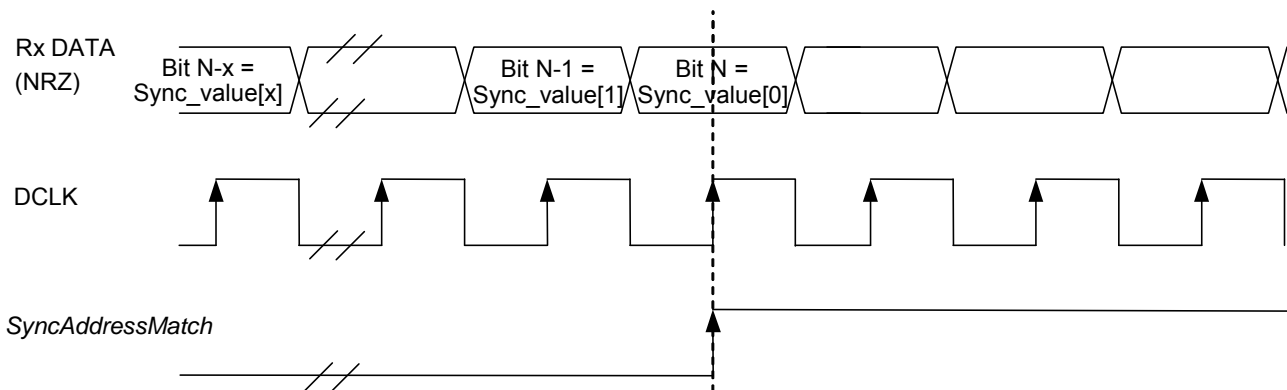 Rx DATA
(NRZ)
Bit N-x =
Sync_value[x]
Bit N-1 =
Sync_value[1]
Bit N =
Sync_value[0]
DCLK
SyncAddressMatch